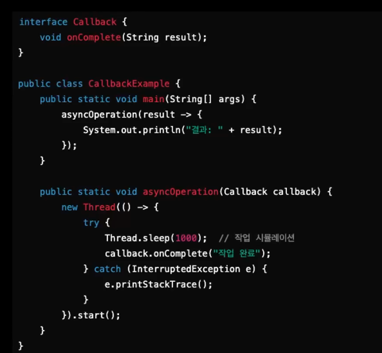 interface Callback {
    void onComplete(String result);
}

public class CallbackExample {
    public static void main(String[] args) {
        asyncOperation(result -> {
            System.out.println("결과: " + result);
        });
    }

    public static void asyncOperation(Callback callback) {
        new Thread(() -> {
            try {
                Thread.sleep(1000);  // 작업 시뮬레이션
                callback.onComplete("작업 완료");
            } catch (InterruptedException e) {
                e.printStackTrace();
            }
        }).start();
    }
}